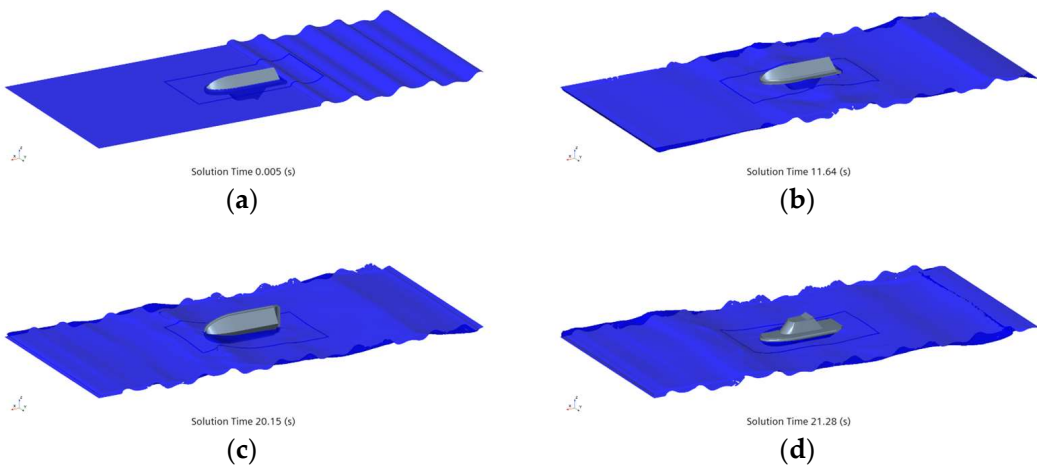 Solution Time 0.005 (s)
(a)
Solution Time 11.64 (s)
(b)
Solution Time 20.15 (s)
(c)
Solution Time 21.28 (s)
(d)